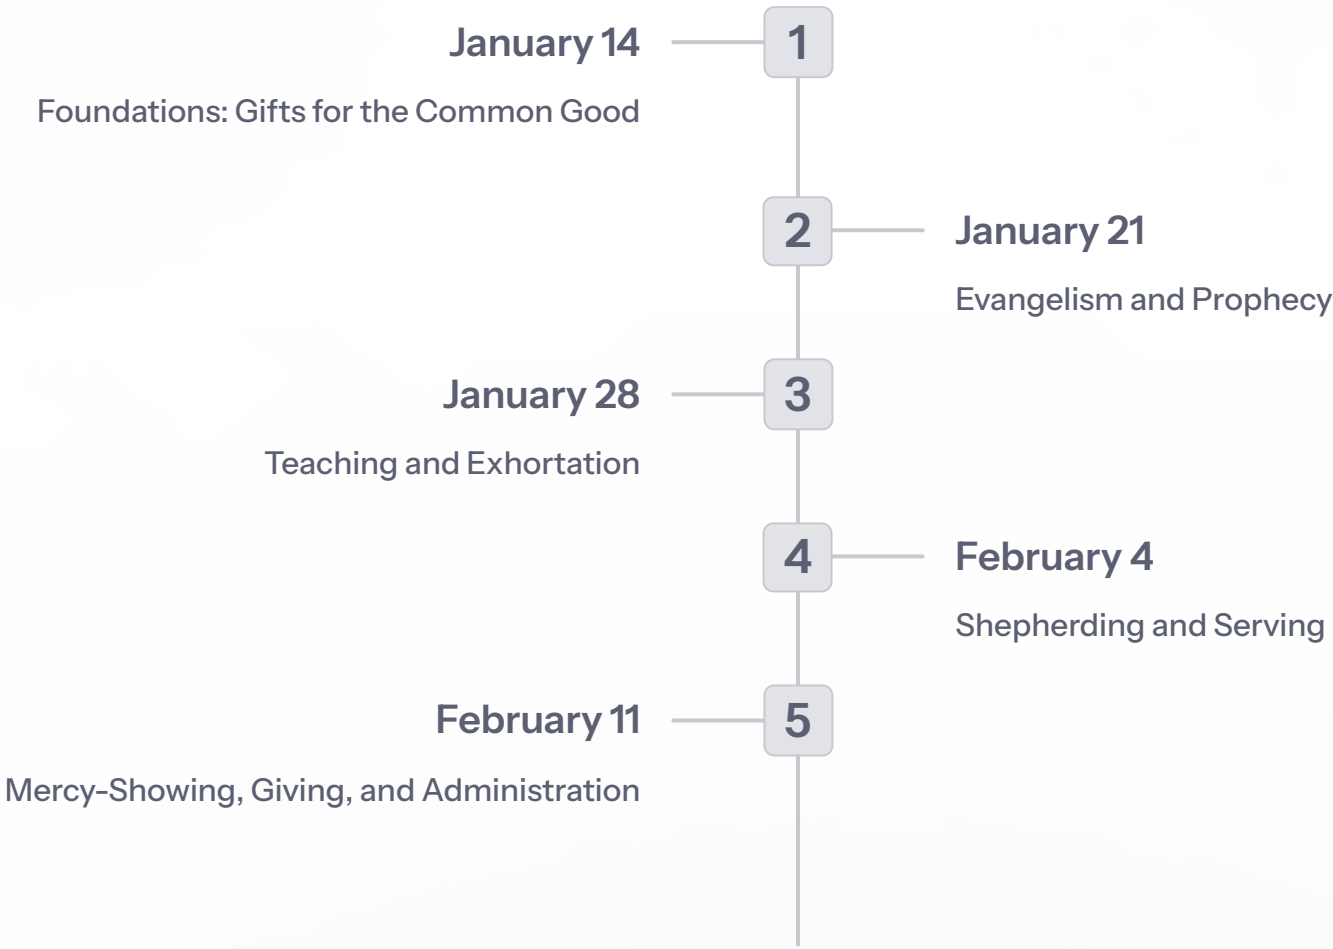 January 14
1
Foundations: Gifts for the Common Good
2
January 21
Evangelism and Prophecy
January 28
3
Teaching and Exhortation
4
February 4
Shepherding and Serving
February 11
5
Mercy-Showing, Giving, and Administration